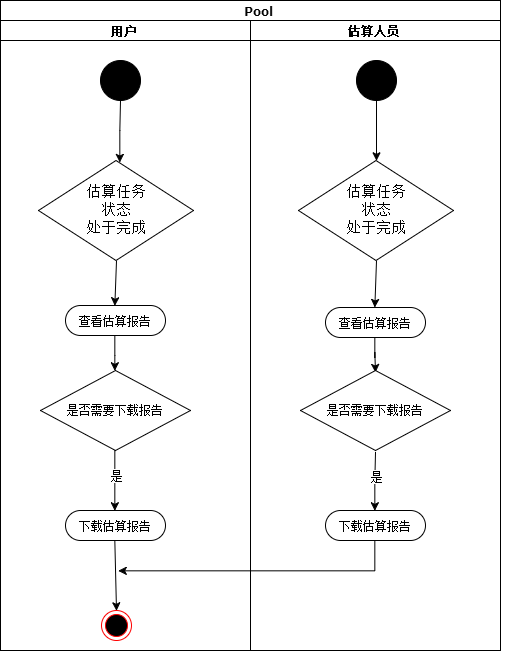 Pool
用户
估算人员
估算任务
状态
处于完成
估算任务
状态
处于完成
查看估算报告
查看估算报告
是否需要下载报告
是否需要下载报告
是
是
下载估算报告
下载估算报告